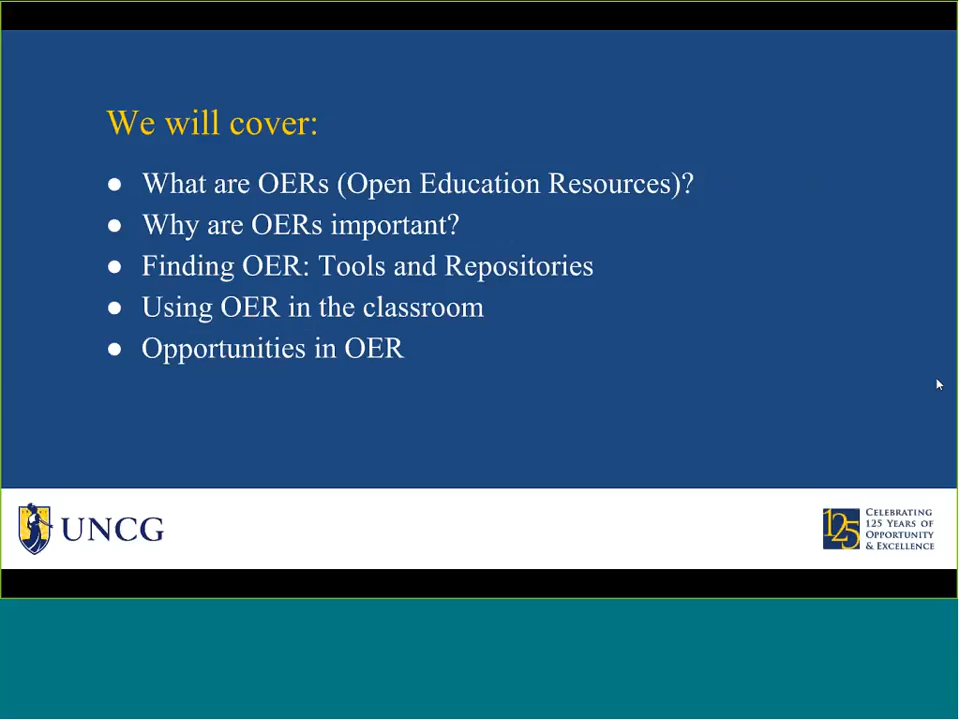 We will cover:
● What are OERs (Open Education Resources)?
● Why are OERs important?
● Finding OER: Tools and Repositories
● Using OER in the classroom
● Opportunities in OER
UNCG
125
CELEBRATING
125 YEARS OF
OPPORTUNITY
& EXCELLENCE